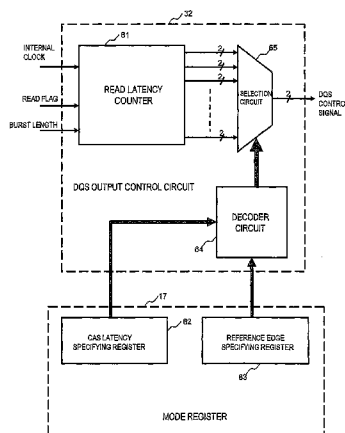 32
61
INTERNAL
CLOCK
READ FLAG
BURST LENGTH
READ LATENCY
COUNTER
2
2
2
2
65
SELECTION
CIRCUIT
2
DQS
CONTROL
SIGNAL
DQS OUTPUT CONTROL CIRCUIT
DECODER
CIRCUIT
64
17
CAS LATENCY
SPECIFYING REGISTER
62
REFERENCE EDGE
SPECIFYING REGISTER
63
MODE REGISTER